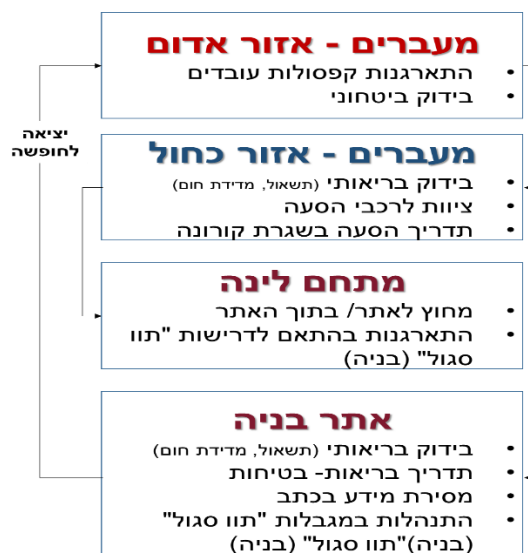 מעברים - אזור אדום
• התארגנות קפסולות עובדים
• בידוק ביטחוני
יציאה
לחופשה
מעברים - אזור כחול
• בידוק בריאותי (תשאול, מדידת חום)
• ציוות לרכבי הסעה
• תדריך הסעה בשגרת קורונה
מתחם לינה
• מחוץ לאתר/ בתוך האתר
• התארגנות בהתאם לדרישות "תוו
סגול" (בניה)
אתר בניה
• בידוק בריאותי (תשאול, מדידת חום)
• תדריך בריאות- בטיחות
• מסירת מידע בכתב
• התנהלות במגבלות "תוו סגול"
(בניה)"תוו סגול" (בניה)